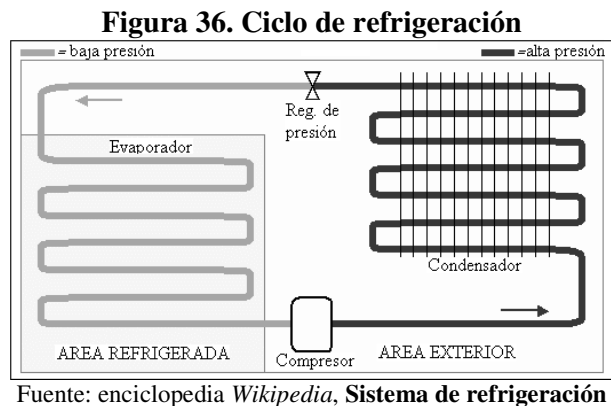 Figura 36. Ciclo de refrigeración
= baja presión
=alta presión
Reg. de
presión
Evaporador
Condensador
AREA REFRIGERADA
Compresor
AREA EXTERIOR
Fuente: enciclopedia Wikipedia, Sistema de refrigeración